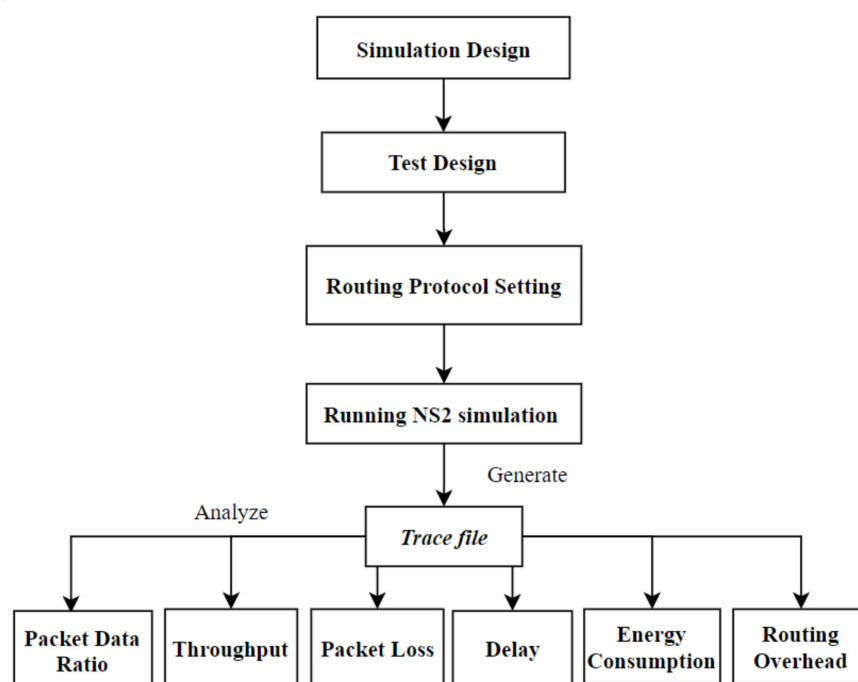 Simulation Design
Test Design
Routing Protocol Setting
Running NS2 simulation
Generate
Analyze
Trace file
Packet Data
Ratio
Throughput
Packet Loss
Delay
Energy
Consumption
Routing
Overhead